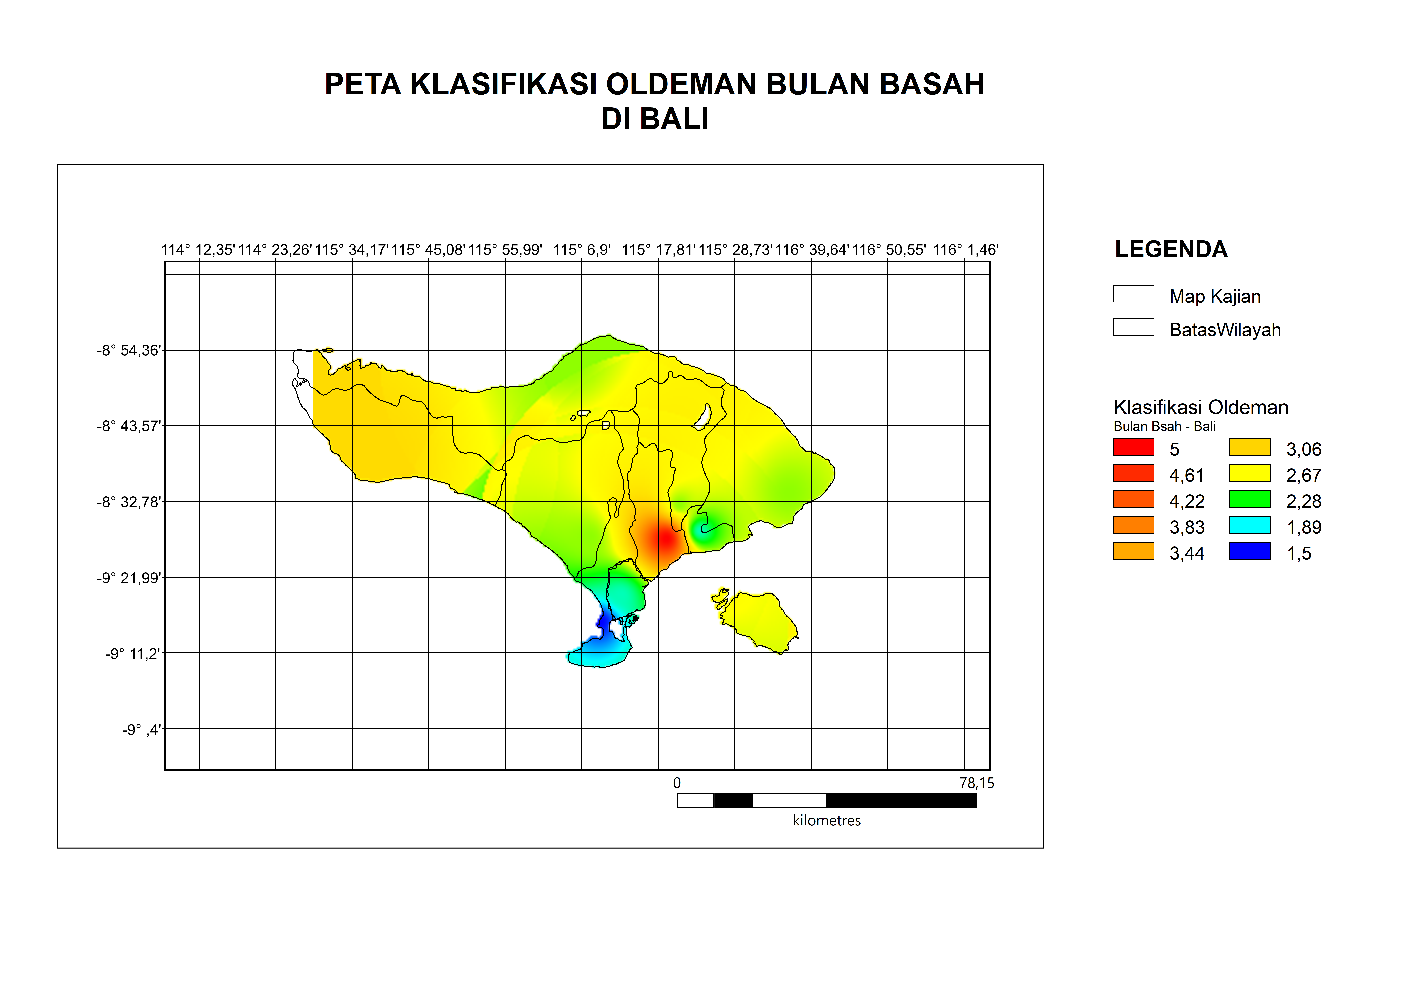 PETA KLASIFIKASI OLDEMAN BULAN BASAH
DI BALI
114° 12,35' 114° 23,26' 115° 34,17' 115° 45,08' 115° 55,99' 115° 6,9' 115° 17,81' 115° 28,73' 116° 39,64' 116° 50,55' 116° 1,46'
-8° 54,36'
-8° 43,57'
-8° 32,78'
-9° 21,99'
-9° 11,2'
-9° ,4'
0 78,15
kilometres
LEGENDA
Map Kajian
BatasWilayah
Klasifikasi Oldeman
Bulan Bsah - Bali
5 3,06
4,61 2,67
4,22 2,28
3,83 1,89
3,44 1,5